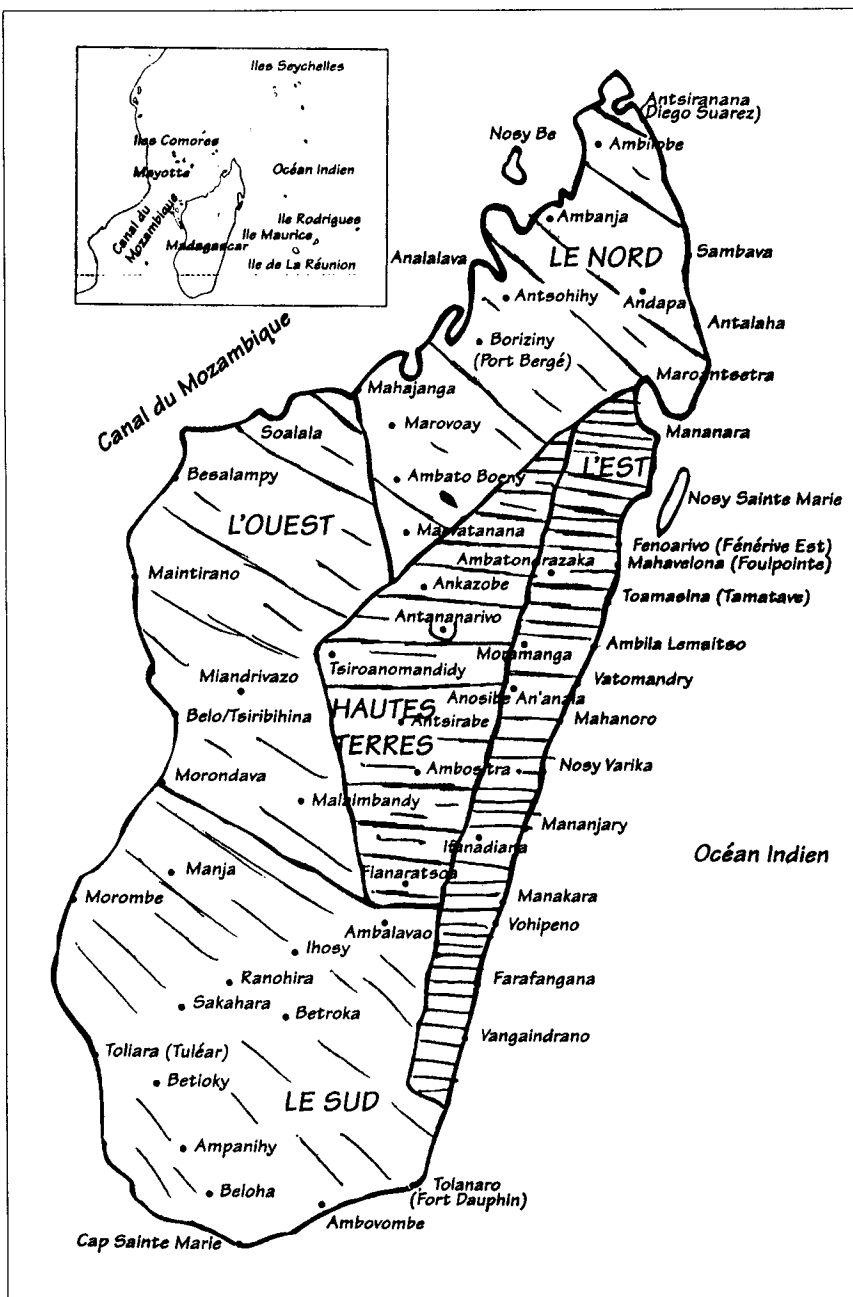 Iles Seychelles
Iles Comores
Mayotte
Océan Indien
Canal du
Mozambique
Ile Rodrigues
Ile Maurice
Madagascar
Ile de La Réunion
Antsiranana
(Diego Suarez)
Nosy Be
Ambilobe
Ambanja
LE NORD
Sambava
Analalava
Antsohihy
Andapa
Antalaha
Boriziny
(Port Bergé)
Canal du Mozambique
Maroantsetra
Mahajanga
Soalala
Marovoay
Mananara
L'EST
Besalampy
Ambato Boeny
Nosy Sainte Marie
L'OUEST
Maevatanana
Fenoarivo (Fénérive Est)
Ambatondrazaka
Mahavelona (Foulpointe)
Maintirano
Ankazobe
Toamasina (Tamatave)
Antananarivo
Ambila Lemaitso
Moramanga
Tsiroanomandidy
Miandrivazo
Vatomandry
Anosibe An'anala
HAUTES
TERRES
Belo/Tsiribihina
Antsirabe
Mahanoro
Ambositra
Nosy Varika
Morondava
Malaimbandy
Mananjary
Ifanadiana
Océan Indien
Manja
Fianaratsoa
Morombe
Manakara
Ambalavao
Vohipeno
Ihosy
Ranohira
Farafangana
Sakahara
Betroka
Vangaindrano
Toliara (Tuléar)
Betioky
LE SUD
Ampanihy
Beloha
Tolanaro
(Fort Dauphin)
Ambovombe
Cap Sainte Marie